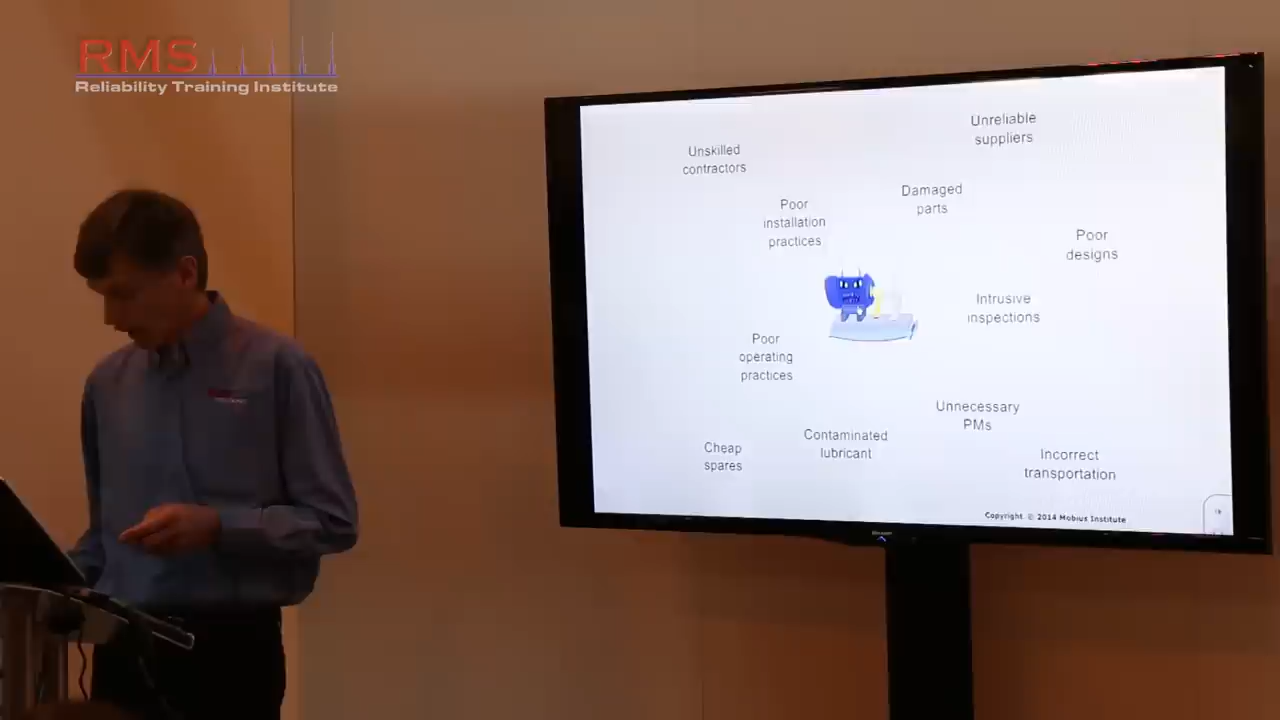 RMS
Reliability Training Institute
Unreliable
suppliers
Unskilled
contractors
Damaged
parts
Poor
installation
practices
Poor
designs
Intrusive
inspections
Poor
operating
practices
Unnecessary
PMs
Contaminated
lubricant
Cheap
spares
Incorrect
transportation
Copyright © 2014 Mobius Institute